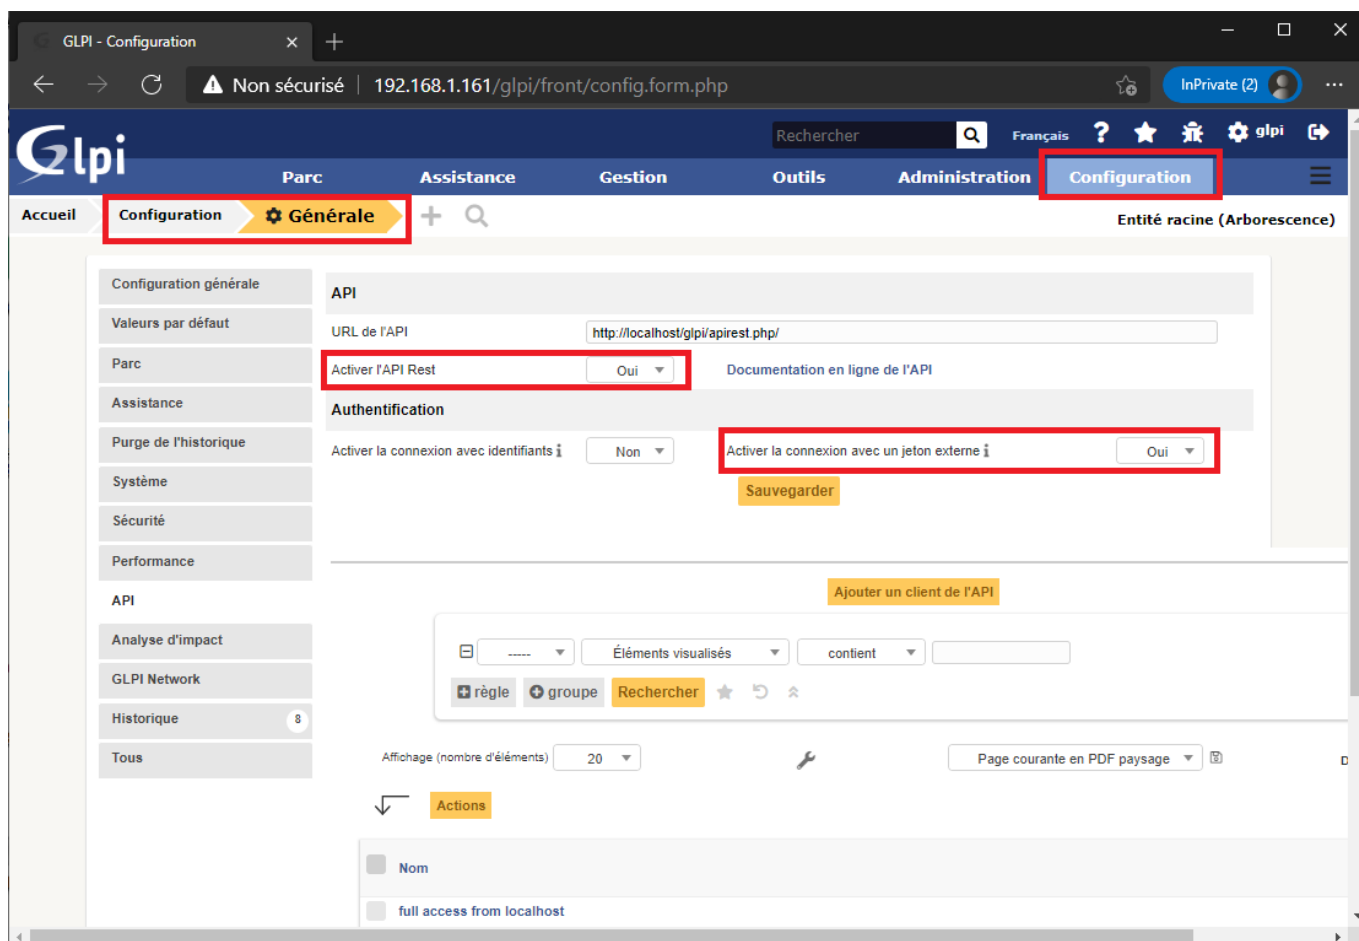 GLPI - Configuration
Non sécurisé | 192.168.1.161/glpi/front/config.form.php InPrivate (2)
Glpi
Rechercher Français ? glpi
Parc Assistance Gestion Outils Administration Configuration
Accueil Configuration Générale Entité racine (Arborescence)
Configuration générale
Valeurs par défaut
Parc
Assistance
Purge de l'historique
Système
Sécurité
Performance
API
Analyse d'impact
GLPI Network
Historique 8
Tous
API
URL de l'API http://localhost/glpi/apirest.php/
Activer l'API Rest Oui Documentation en ligne de l'API
Authentification
Activer la connexion avec identifiants i Non Activer la connexion avec un jeton externe i Oui
Sauvegarder
Ajouter un client de l'API
----- Éléments visualisés contient
règle groupe Rechercher
Affichage (nombre d'éléments) 20 Page courante en PDF paysage D
Actions
Nom
full access from localhost